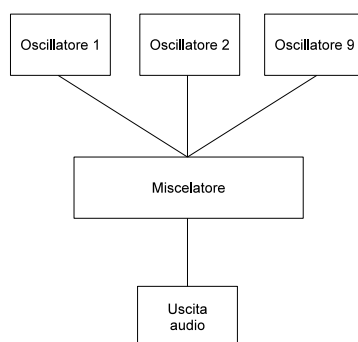 Oscillatore 1
Oscillatore 2
Oscillatore 9
Miscelatore
Uscita
audio